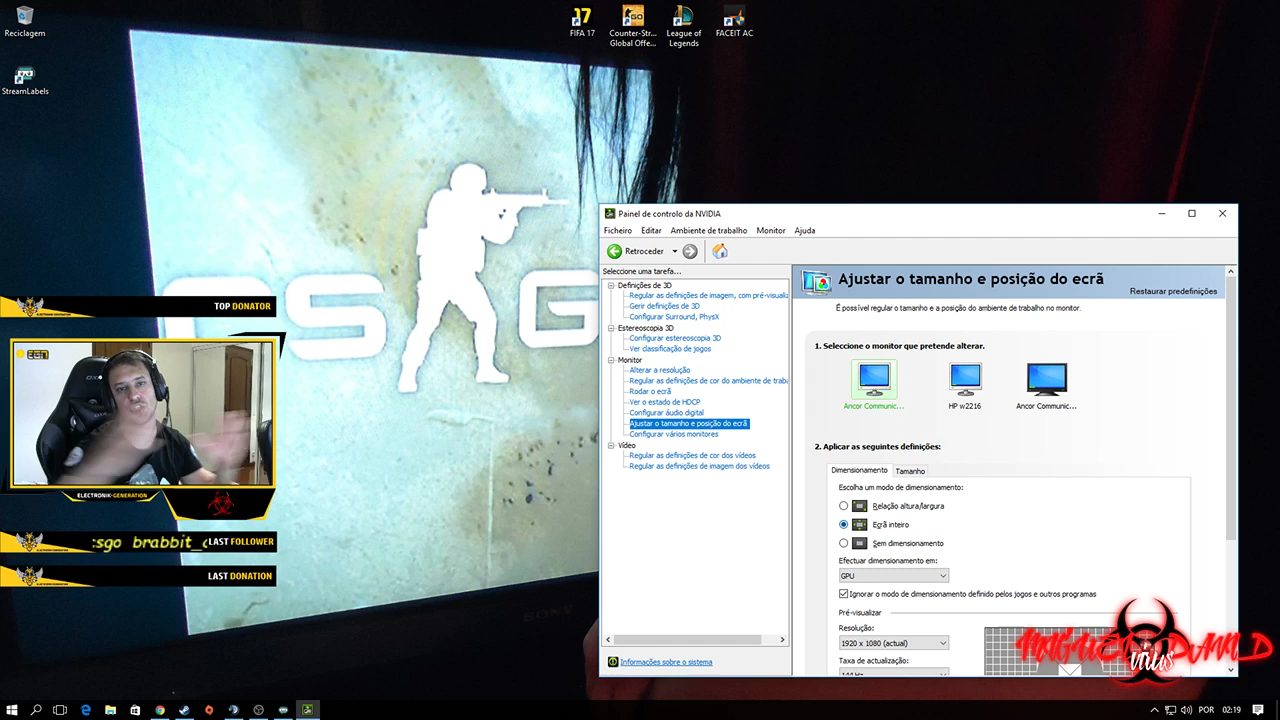 Reciclagem
StreamLabels
FIFA 17
Counter-Str...
Global Offe...
League of
Legends
FACEIT AC
TOP DONATOR
ELECTRONIK-GENERATION
:sgo brabbit_c
LAST FOLLOWER
LAST DONATION
SONY
Painel de controlo da NVIDIA
Ficheiro Editar Ambiente de trabalho Monitor Ajuda
Retroceder
Seleccione uma tarefa...
Definições de 3D
Regular as definições de imagem, com pré-visualiz
Gerir definições de 3D
Configurar Surround, PhysX
Estereoscopia 3D
Configurar estereoscopia 3D
Ver classificação de jogos
Monitor
Alterar a resolução
Regular as definições de cor do ambiente de traba
Rodar o ecrã
Ver o estado de HDCP
Configurar áudio digital
Ajustar o tamanho e posição do ecrã
Configurar vários monitores
Vídeo
Regular as definições de cor dos vídeos
Regular as definições de imagem dos vídeos
Informações sobre o sistema
Ajustar o tamanho e posição do ecrã
Restaurar predefinições
É possível regular o tamanho e a posição do ambiente de trabalho no monitor.
1. Seleccione o monitor que pretende alterar.
Ancor Communic...
HP w2216
Ancor Communic...
2. Aplicar as seguintes definições:
Dimensionamento
Tamanho
Escolha um modo de dimensionamento:
Relação altura/largura
Ecrã inteiro
Sem dimensionamento
Efectuar dimensionamento em:
GPU
Ignorar o modo de dimensionamento definido pelos jogos e outros programas
Pré-visualizar
Resolução:
1920 x 1080 (actual)
Taxa de actualização:
144 Hz
VIRUS
POR
02:19